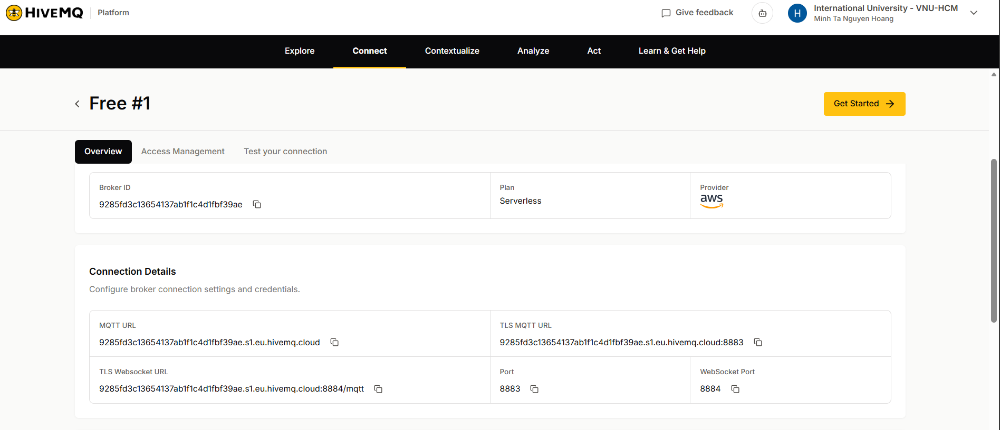 HIVEMQ Platform
Give feedback
H
International University - VNU-HCM
Minh Ta Nguyen Hoang
Explore Connect Contextualize Analyze Act Learn & Get Help
Free #1
Get Started
Overview Access Management Test your connection
Broker ID
9285fd3c13654137ab1f1c4d1fbf39ae
Plan
Serverless
Provider
aws
Connection Details
Configure broker connection settings and credentials.
MQTT URL
9285fd3c13654137ab1f1c4d1fbf39ae.s1.eu.hivemq.cloud
TLS MQTT URL
9285fd3c13654137ab1f1c4d1fbf39ae.s1.eu.hivemq.cloud:8883
TLS Websocket URL
9285fd3c13654137ab1f1c4d1fbf39ae.s1.eu.hivemq.cloud:8884/mqtt
Port
8883
WebSocket Port
8884